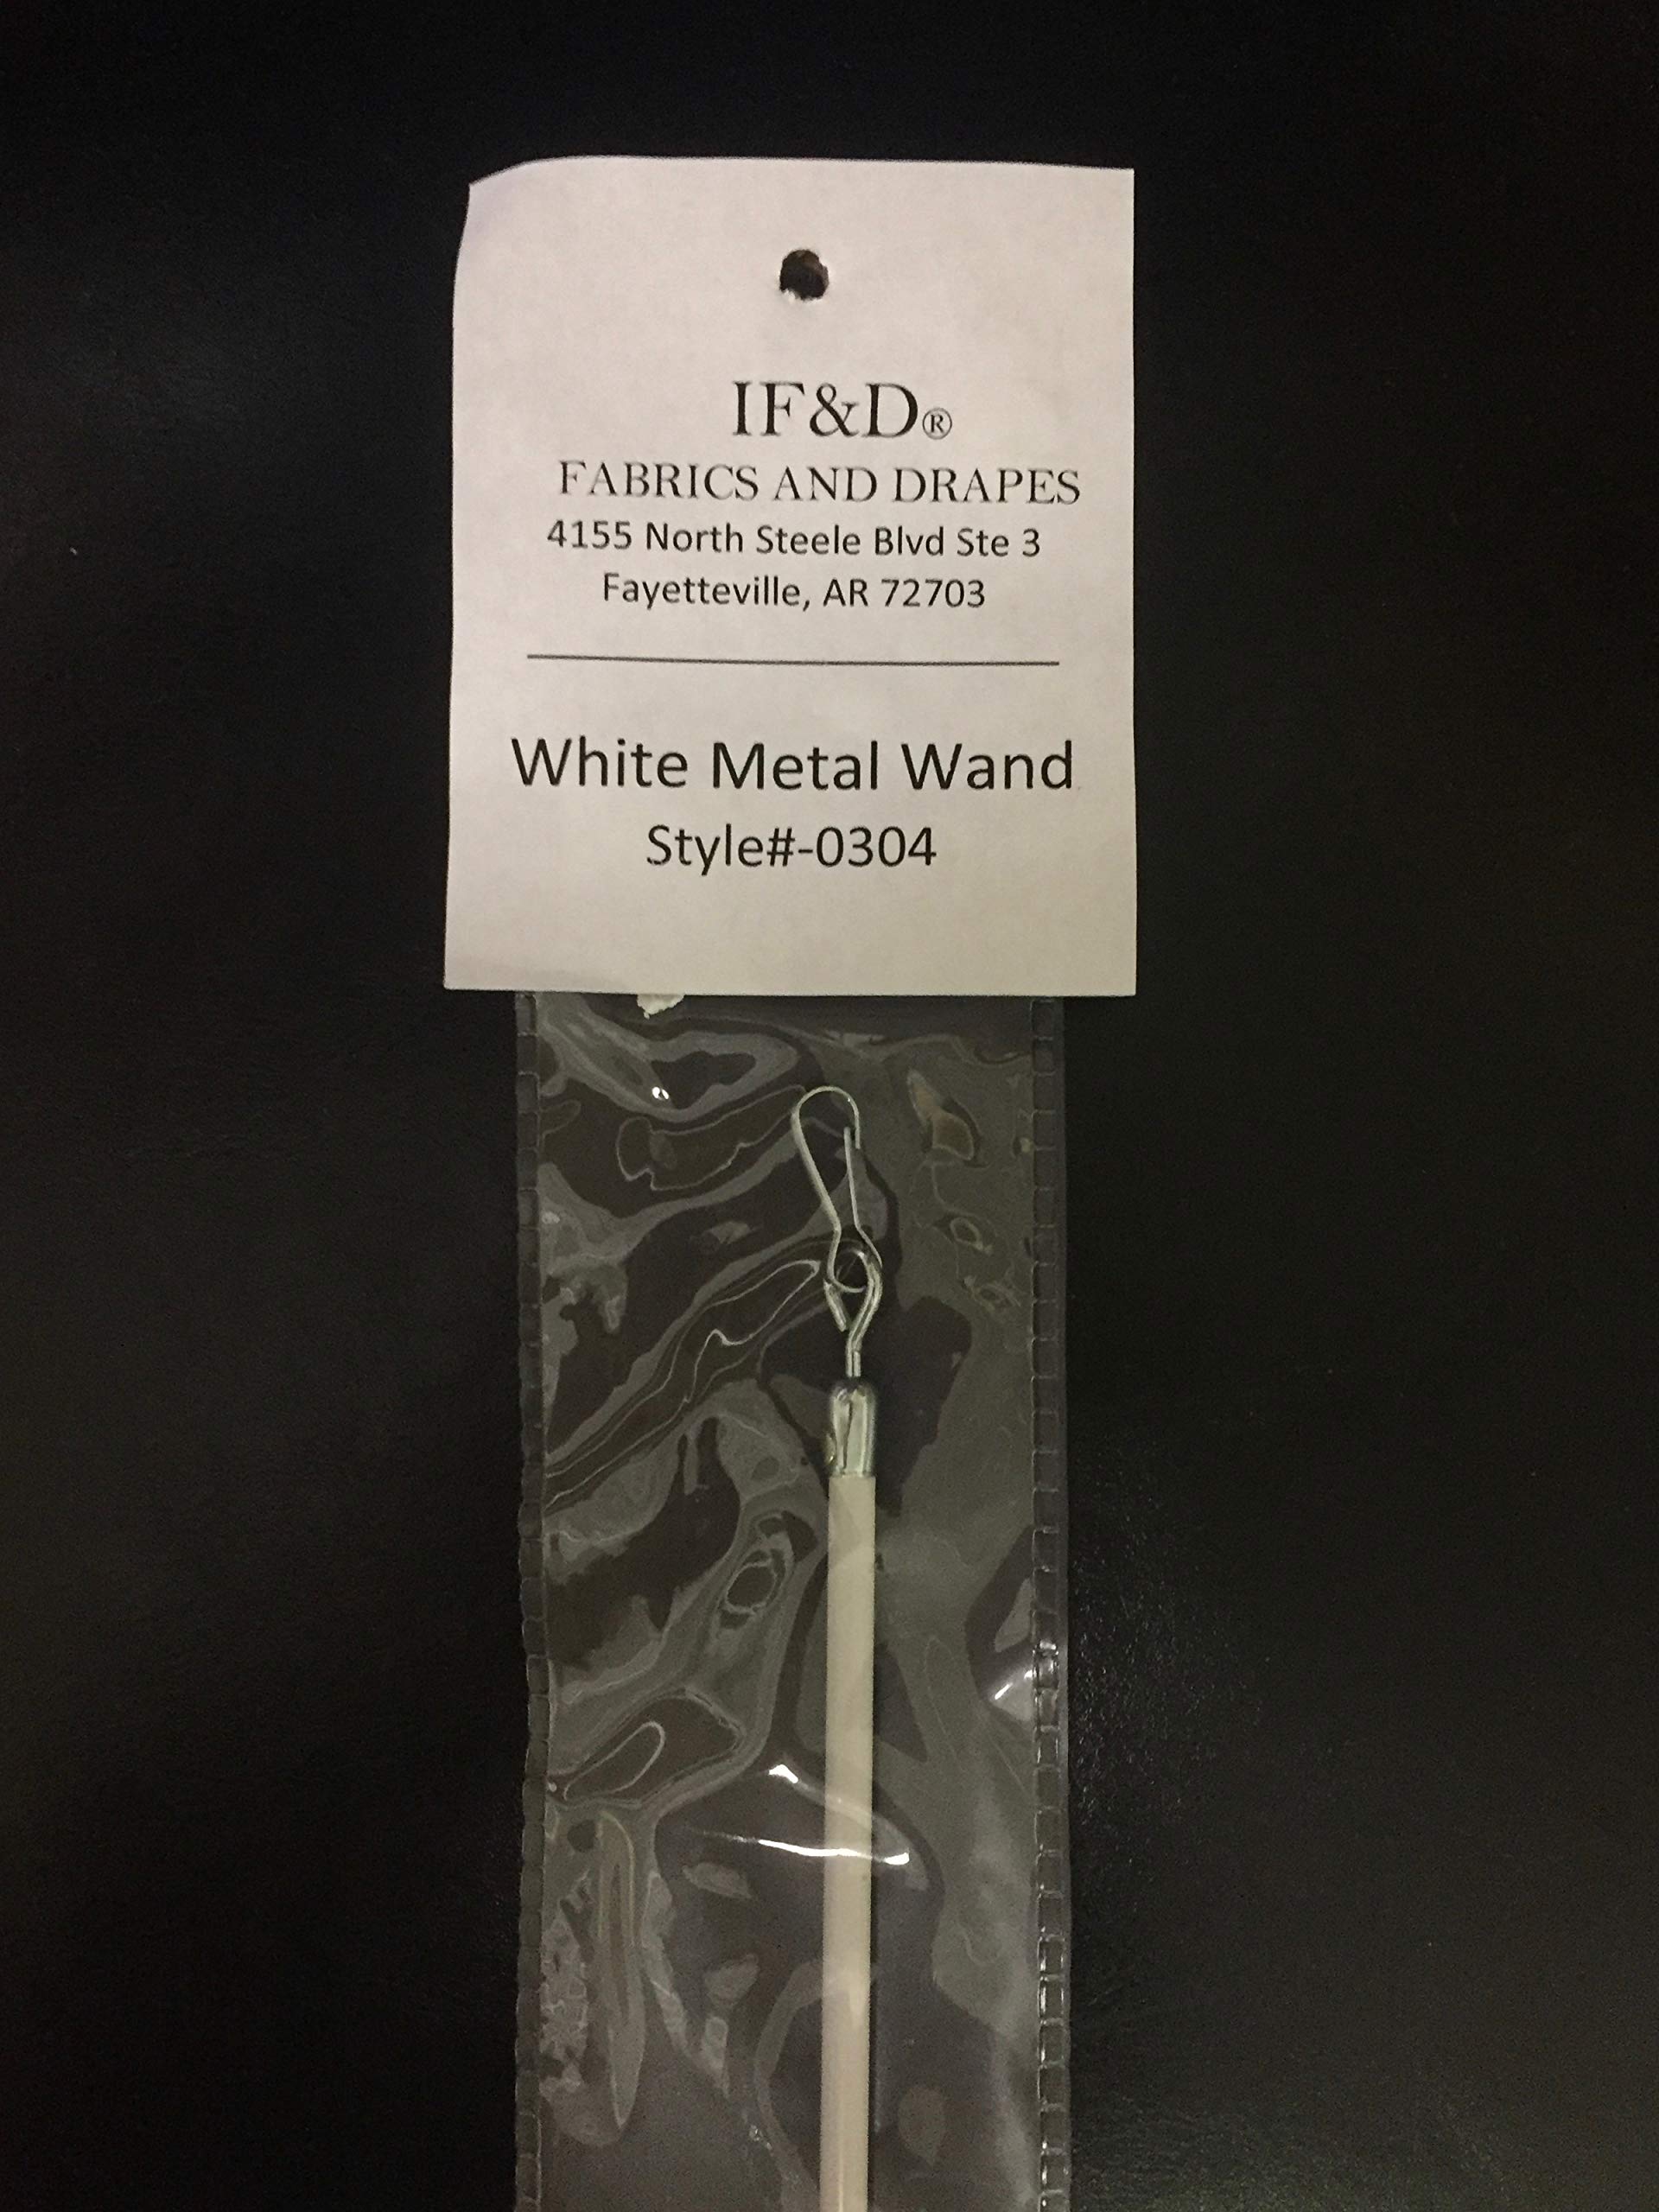 IF&D®
FABRICS AND DRAPES
4155 North Steele Blvd Ste 3
Fayetteville, AR 72703
White Metal Wand
Style#-0304